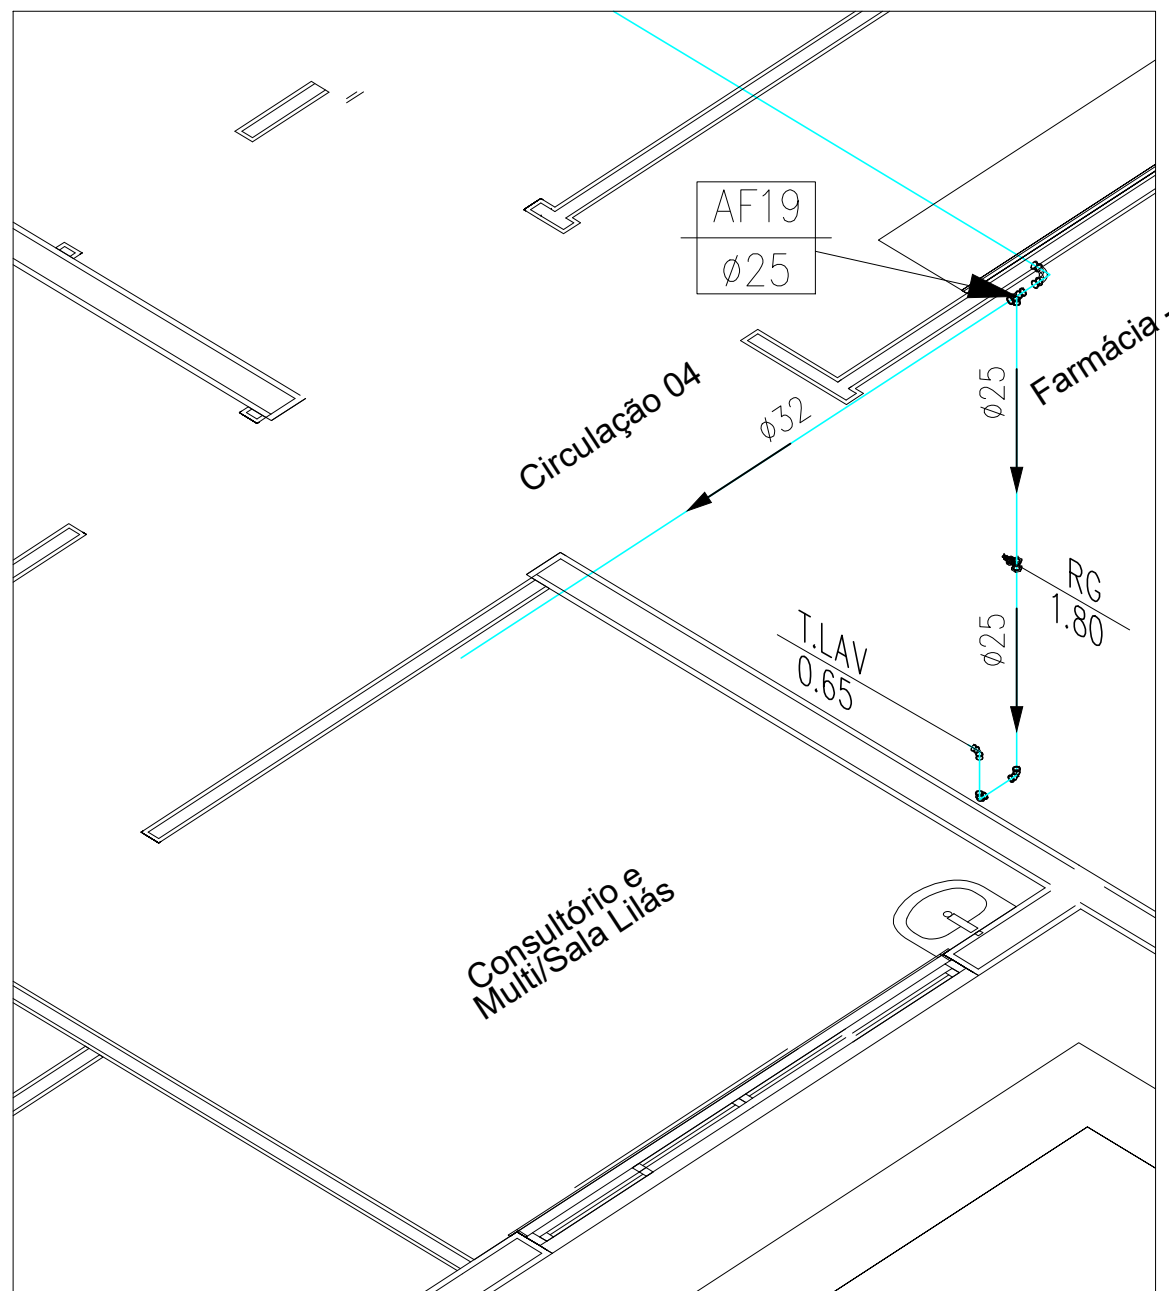 AF19
ø25
Farmácia -
Circulação 04
ø32
ø25
RG
1.80
T.LAV
0.65
ø25
Consultório e
Multi/Sala Lilás